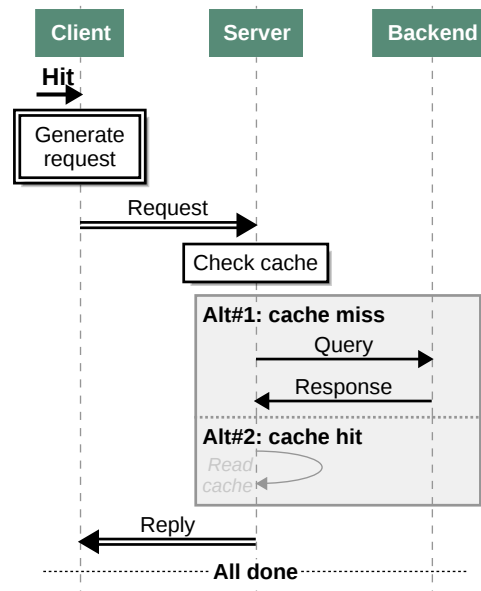 Client Server Backend
Hit
Generate
request
Request
Check cache
Alt#1: cache miss
Query
Response
Alt#2: cache hit
Read
cache
Reply
All done